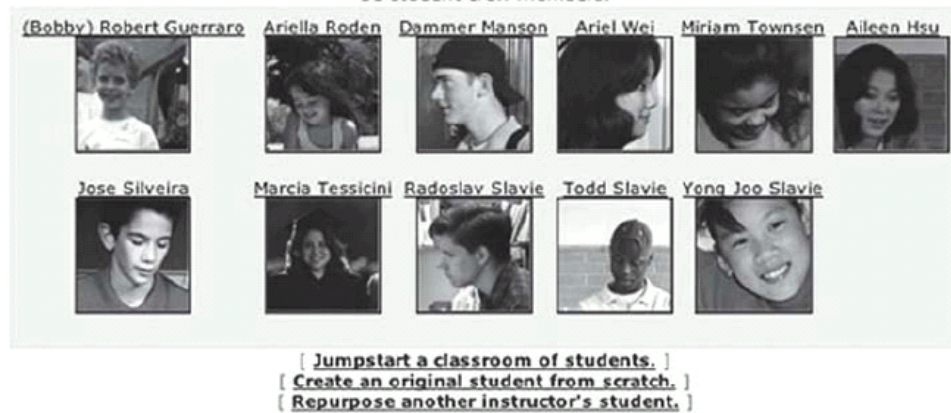 (Bobby) Robert Guerraro Ariella Roden Dammer Manson Ariel Wei Miriam Townsen Aileen Hsu
Jose Silveira Marcia Tessicini Radoslav Slavie Todd Slavie Yong Joo Slavie
[ Jumpstart a classroom of students. ]
[ Create an original student from scratch. ]
[ Repurpose another instructor's student. ]